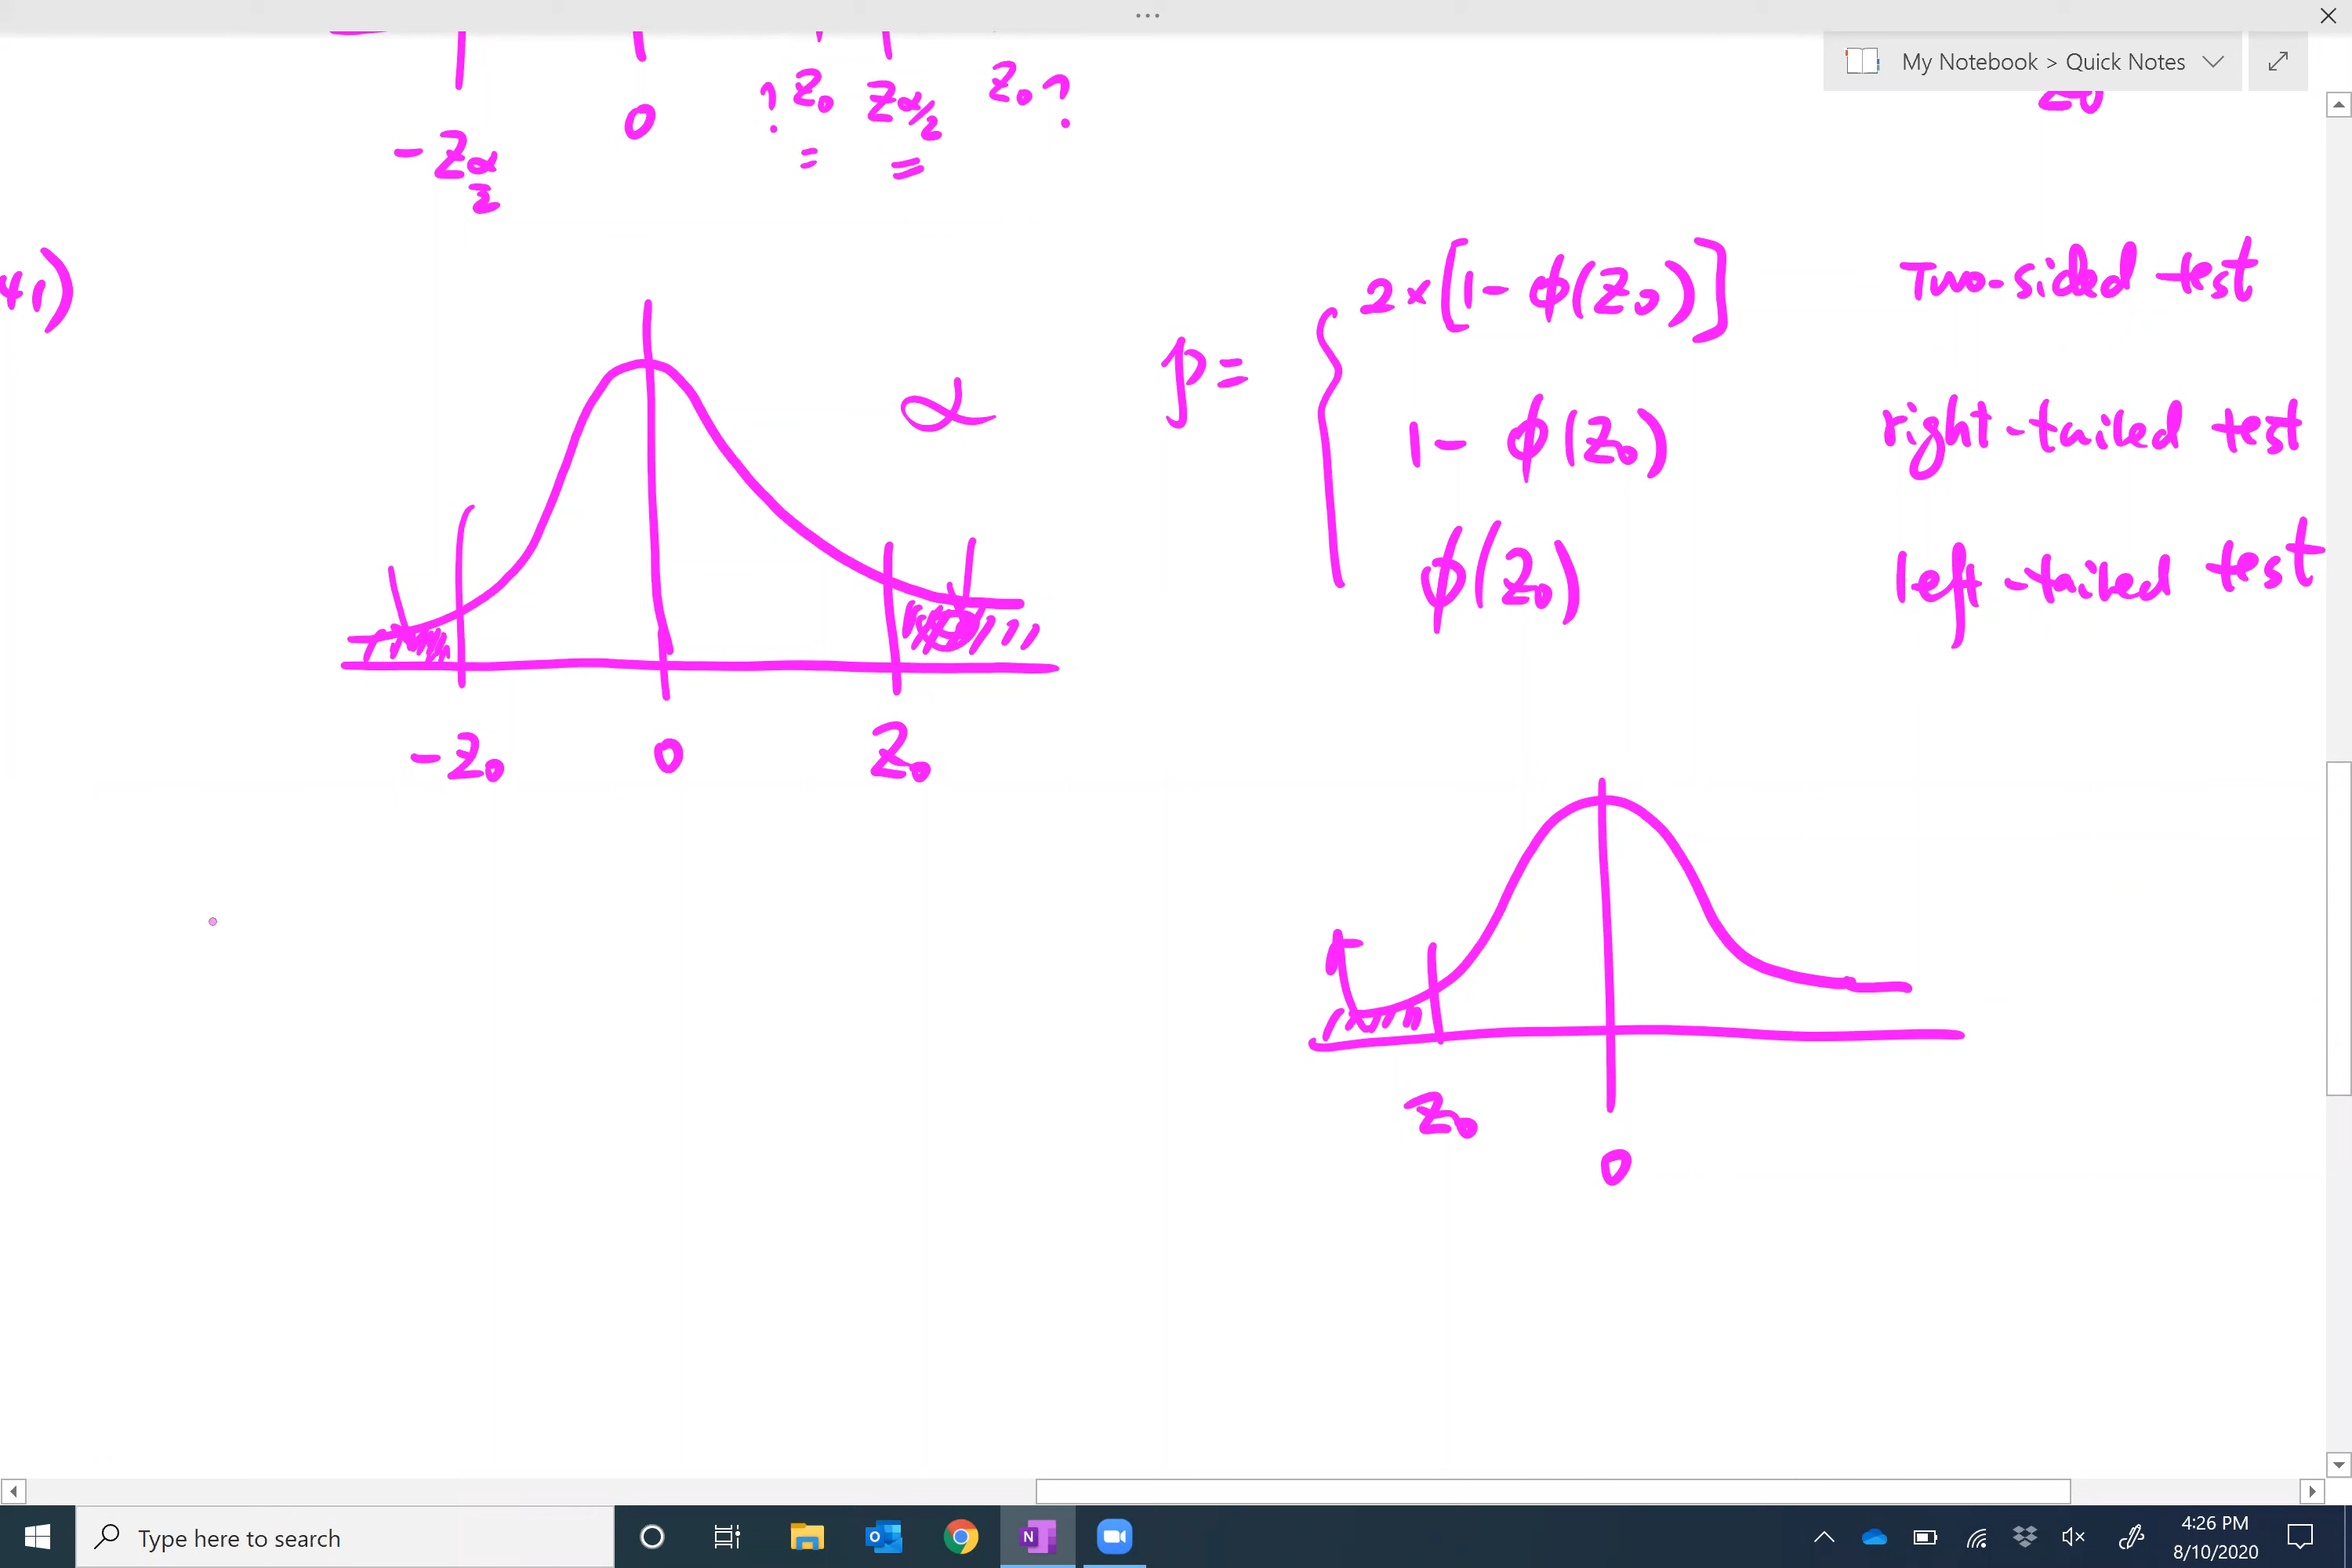 ...
My Notebook > Quick Notes
? z₀ z_{α/2} z₀ ?
0
-z_{α/2}
41)
p = { 2 × [1 - ϕ(z₀)] Two-sided test
1 - ϕ(z₀) right-tailed test
ϕ(z₀) left-tailed test
α
-z₀ 0 z₀
z₀
0
Type here to search
4:26 PM
8/10/2020